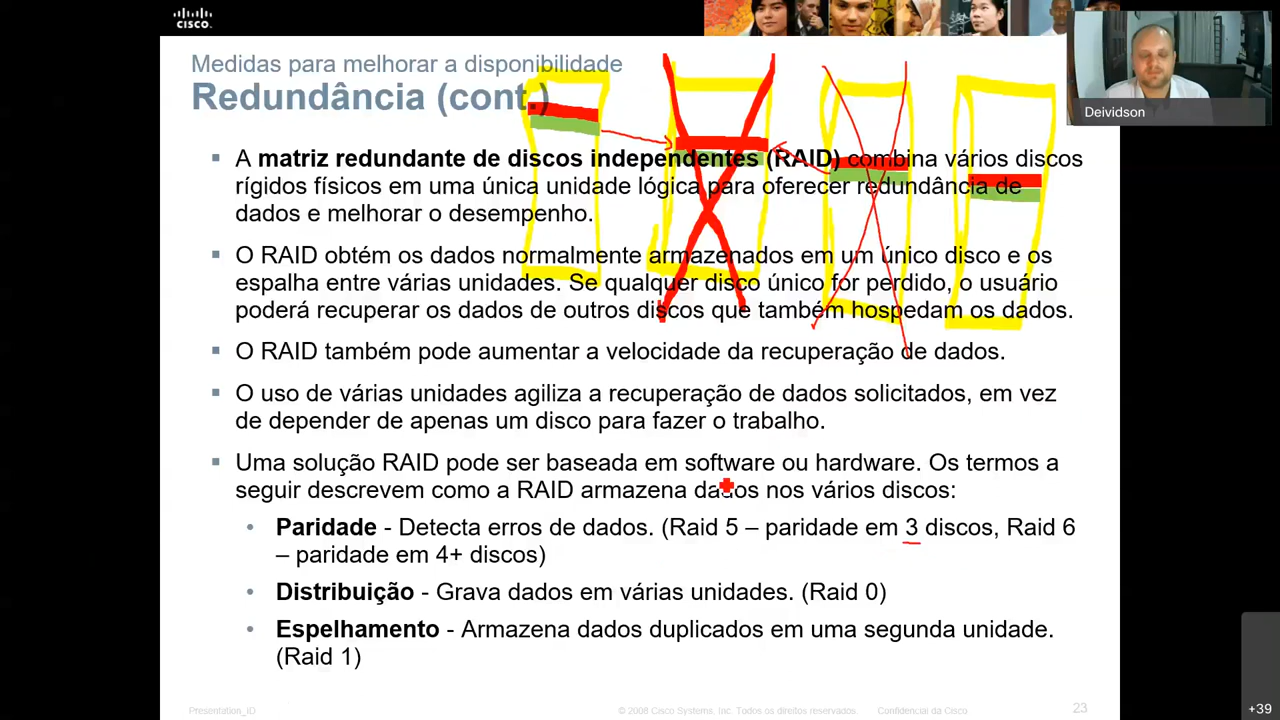 CISCO.
Deividson
Medidas para melhorar a disponibilidade
Redundância (cont.)
A matriz redundante de discos independentes (RAID) combina vários discos
rígidos físicos em uma única unidade lógica para oferecer redundância de
dados e melhorar o desempenho.
O RAID obtém os dados normalmente armazenados em um único disco e os
espalha entre várias unidades. Se qualquer disco único for perdido, o usuário
poderá recuperar os dados de outros discos que também hospedam os dados.
O RAID também pode aumentar a velocidade da recuperação de dados.
O uso de várias unidades agiliza a recuperação de dados solicitados, em vez
de depender de apenas um disco para fazer o trabalho.
Uma solução RAID pode ser baseada em software ou hardware. Os termos a
seguir descrevem como a RAID armazena dados nos vários discos:
Paridade - Detecta erros de dados. (Raid 5 – paridade em 3 discos, Raid 6
– paridade em 4+ discos)
Distribuição - Grava dados em várias unidades. (Raid 0)
Espelhamento - Armazena dados duplicados em uma segunda unidade.
(Raid 1)
Presentation_ID
© 2008 Cisco Systems, Inc. Todos os direitos reservados.
Confidencial da Cisco
23
+39